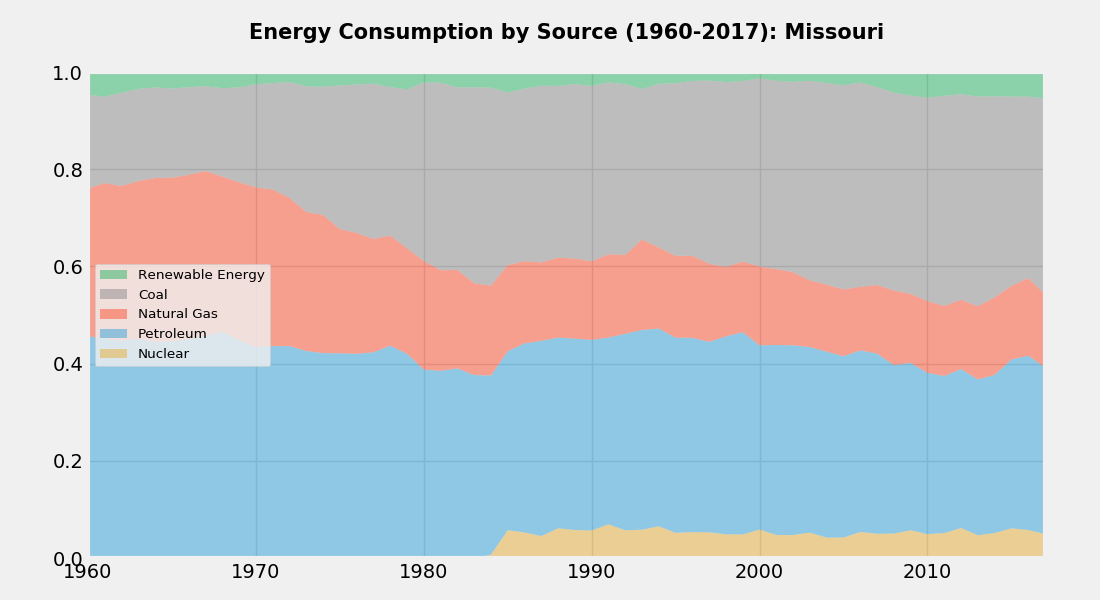 Energy Consumption by Source (1960-2017): Missouri
1.0
0.8
0.6
0.4
0.2
0.0
Renewable Energy
Coal
Natural Gas
Petroleum
Nuclear
1960 1970 1980 1990 2000 2010